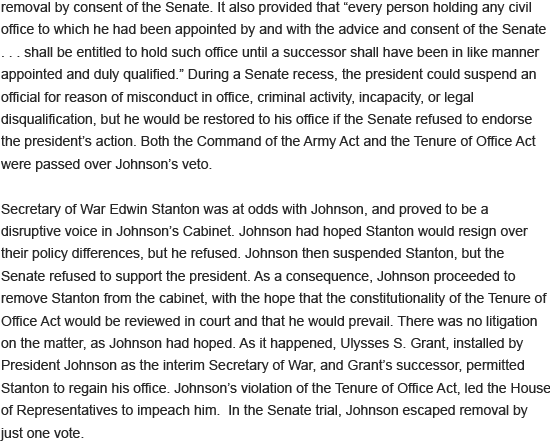 removal by consent of the Senate. It also provided that “every person holding any civil
office to which he had been appointed by and with the advice and consent of the Senate
. . . shall be entitled to hold such office until a successor shall have been in like manner
appointed and duly qualified.” During a Senate recess, the president could suspend an
official for reason of misconduct in office, criminal activity, incapacity, or legal
disqualification, but he would be restored to his office if the Senate refused to endorse
the president’s action. Both the Command of the Army Act and the Tenure of Office Act
were passed over Johnson’s veto.

Secretary of War Edwin Stanton was at odds with Johnson, and proved to be a
disruptive voice in Johnson’s Cabinet. Johnson had hoped Stanton would resign over
their policy differences, but he refused. Johnson then suspended Stanton, but the
Senate refused to support the president. As a consequence, Johnson proceeded to
remove Stanton from the cabinet, with the hope that the constitutionality of the Tenure of
Office Act would be reviewed in court and that he would prevail. There was no litigation
on the matter, as Johnson had hoped. As it happened, Ulysses S. Grant, installed by
President Johnson as the interim Secretary of War, and Grant’s successor, permitted
Stanton to regain his office. Johnson’s violation of the Tenure of Office Act, led the House
of Representatives to impeach him.  In the Senate trial, Johnson escaped removal by
just one vote.